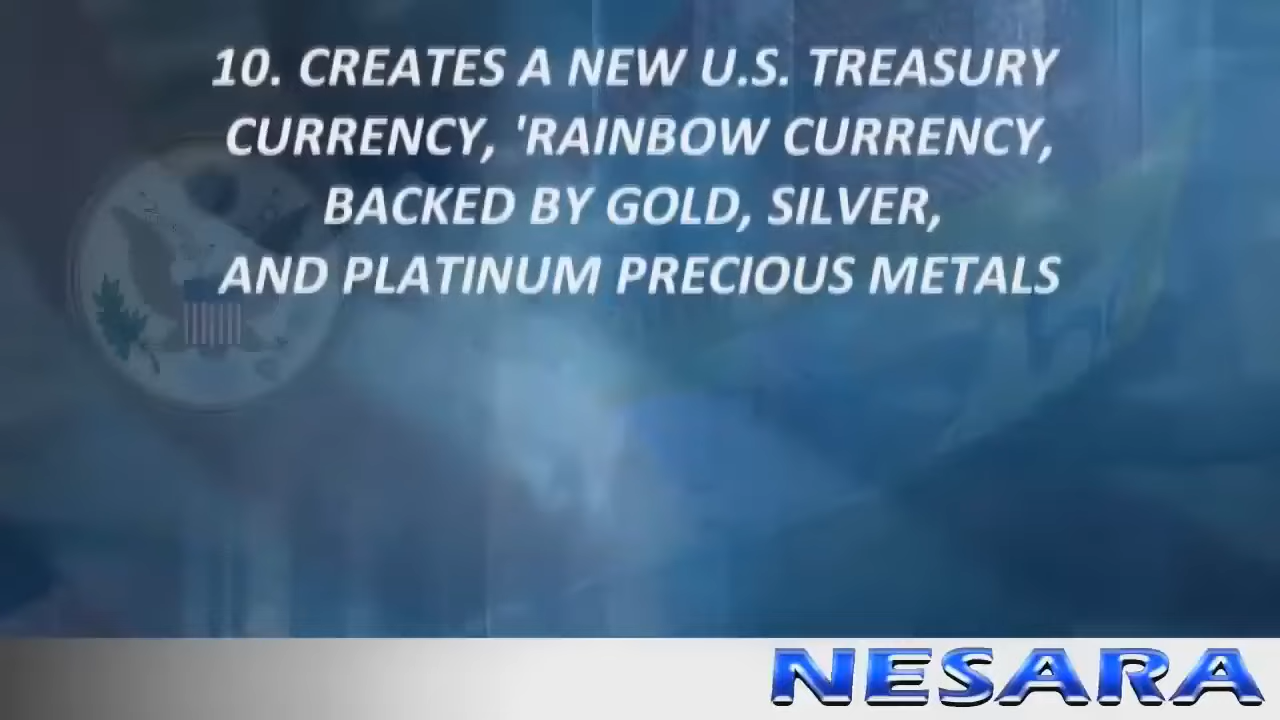 10. CREATES A NEW U.S. TREASURY
CURRENCY, 'RAINBOW CURRENCY,
BACKED BY GOLD, SILVER,
AND PLATINUM PRECIOUS METALS
NESARA